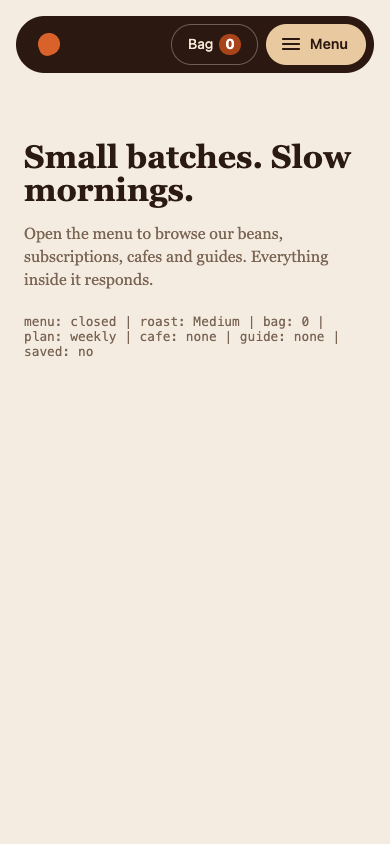 Bag 0 Menu
Small batches. Slow
mornings.
Open the menu to browse our beans,
subscriptions, cafes and guides. Everything
inside it responds.
menu: closed | roast: Medium | bag: 0 |
plan: weekly | cafe: none | guide: none |
saved: no